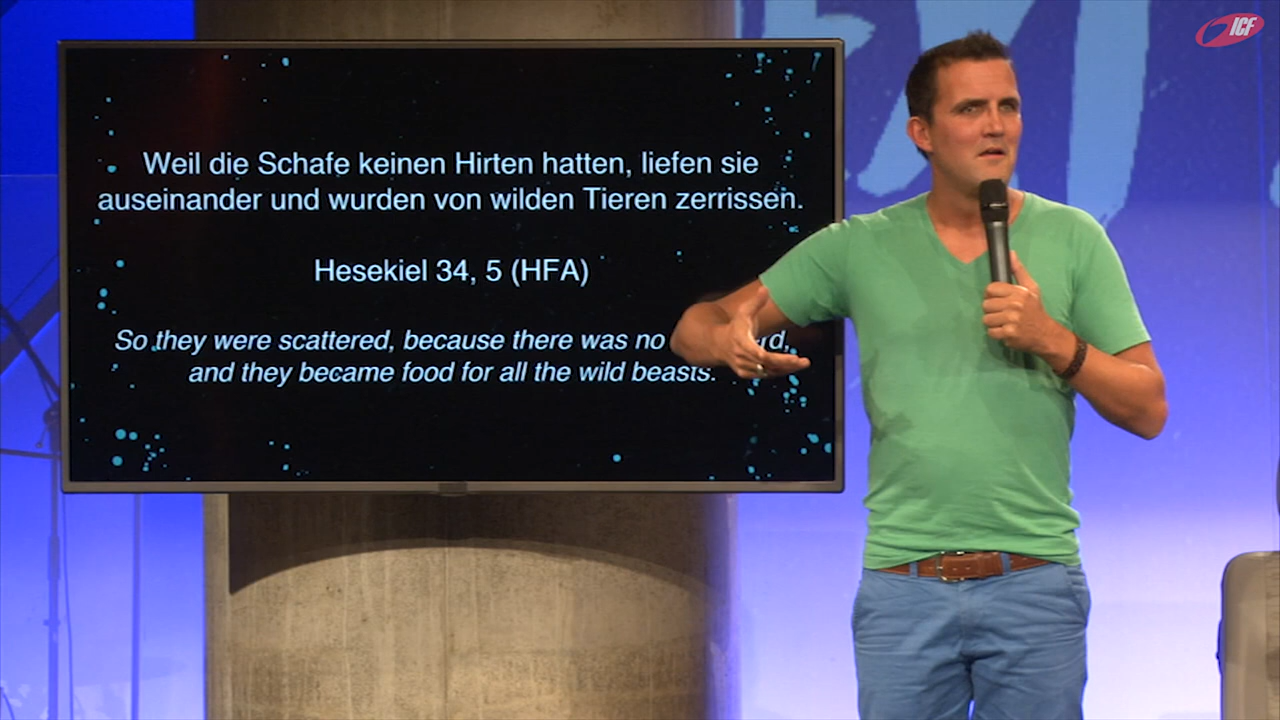 ICF
Weil die Schafe keinen Hirten hatten, liefen sie
auseinander und wurden von wilden Tieren zerrissen.
Hesekiel 34, 5 (HFA)
So they were scattered, because there was no
and they became food for all the wild beasts.